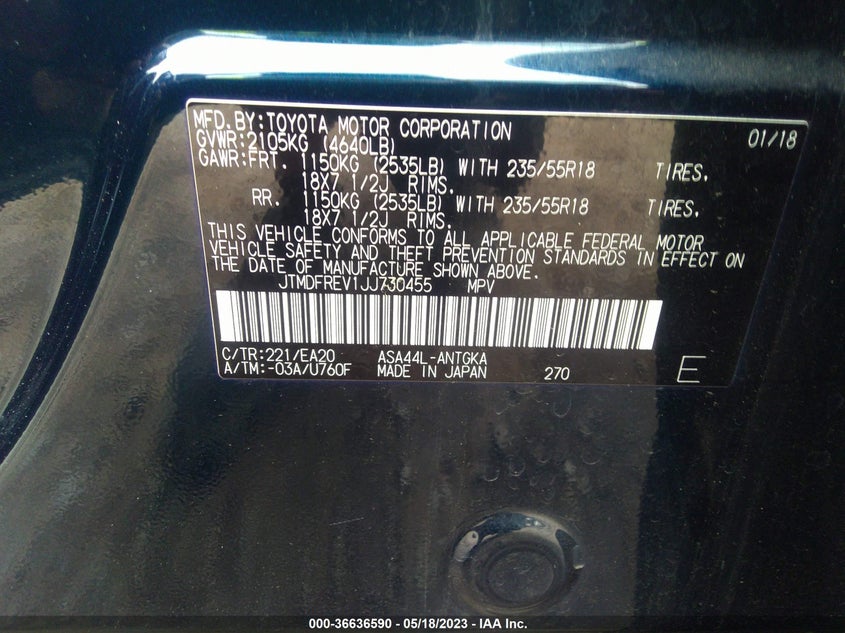 MFD.BY:TOYOTA MOTOR CORPORATION 01/18
GVWR:2105KG (4640LB)
GAWR:FRT. 1150KG (2535LB) WITH 235/55R18 TIRES,
18X7 1/2J RIMS.
RR. 1150KG (2535LB) WITH 235/55R18 TIRES,
18X7 1/2J RIMS.
THIS VEHICLE CONFORMS TO ALL APPLICABLE FEDERAL MOTOR
VEHICLE SAFETY AND THEFT PREVENTION STANDARDS IN EFFECT ON
THE DATE OF MANUFACTURE SHOWN ABOVE.
JTMDFREV1JJ730455 MPV
C/TR:221/EA20 ASA44L-ANTGKA
A/TM:-03A/U760F MADE IN JAPAN 270 E
000-36636590 - 05/18/2023 - IAA Inc.